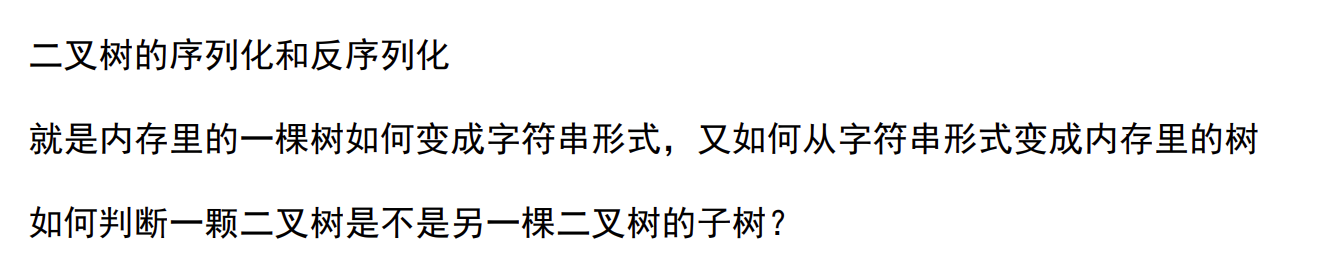 二叉树的序列化和反序列化
就是内存里的一棵树如何变成字符串形式，又如何从字符串形式变成内存里的树
如何判断一颗二叉树是不是另一棵二叉树的子树？